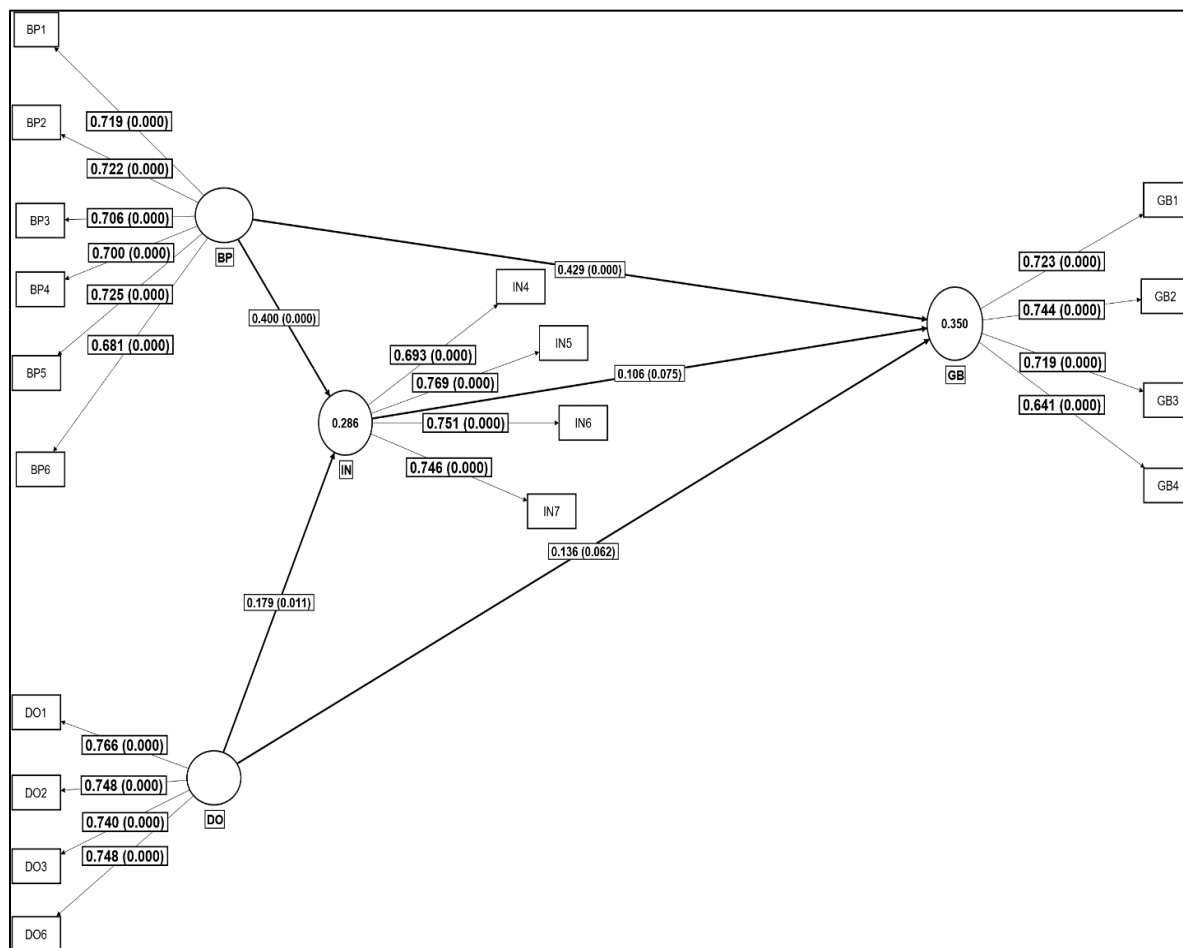 BP1
0.719 (0.000)
BP2
0.722 (0.000)
BP3
0.706 (0.000)
BP4
0.700 (0.000)
BP5
0.725 (0.000)
BP6
0.681 (0.000)
BP
0.429 (0.000)
0.400 (0.000)
IN4
0.693 (0.000)
IN5
0.769 (0.000)
IN6
0.751 (0.000)
IN7
0.746 (0.000)
0.286
IN
0.106 (0.075)
0.179 (0.011)
0.136 (0.062)
0.350
GB
GB1
0.723 (0.000)
GB2
0.744 (0.000)
GB3
0.719 (0.000)
GB4
0.641 (0.000)
DO1
0.766 (0.000)
DO2
0.748 (0.000)
DO3
0.740 (0.000)
DO6
0.748 (0.000)
DO